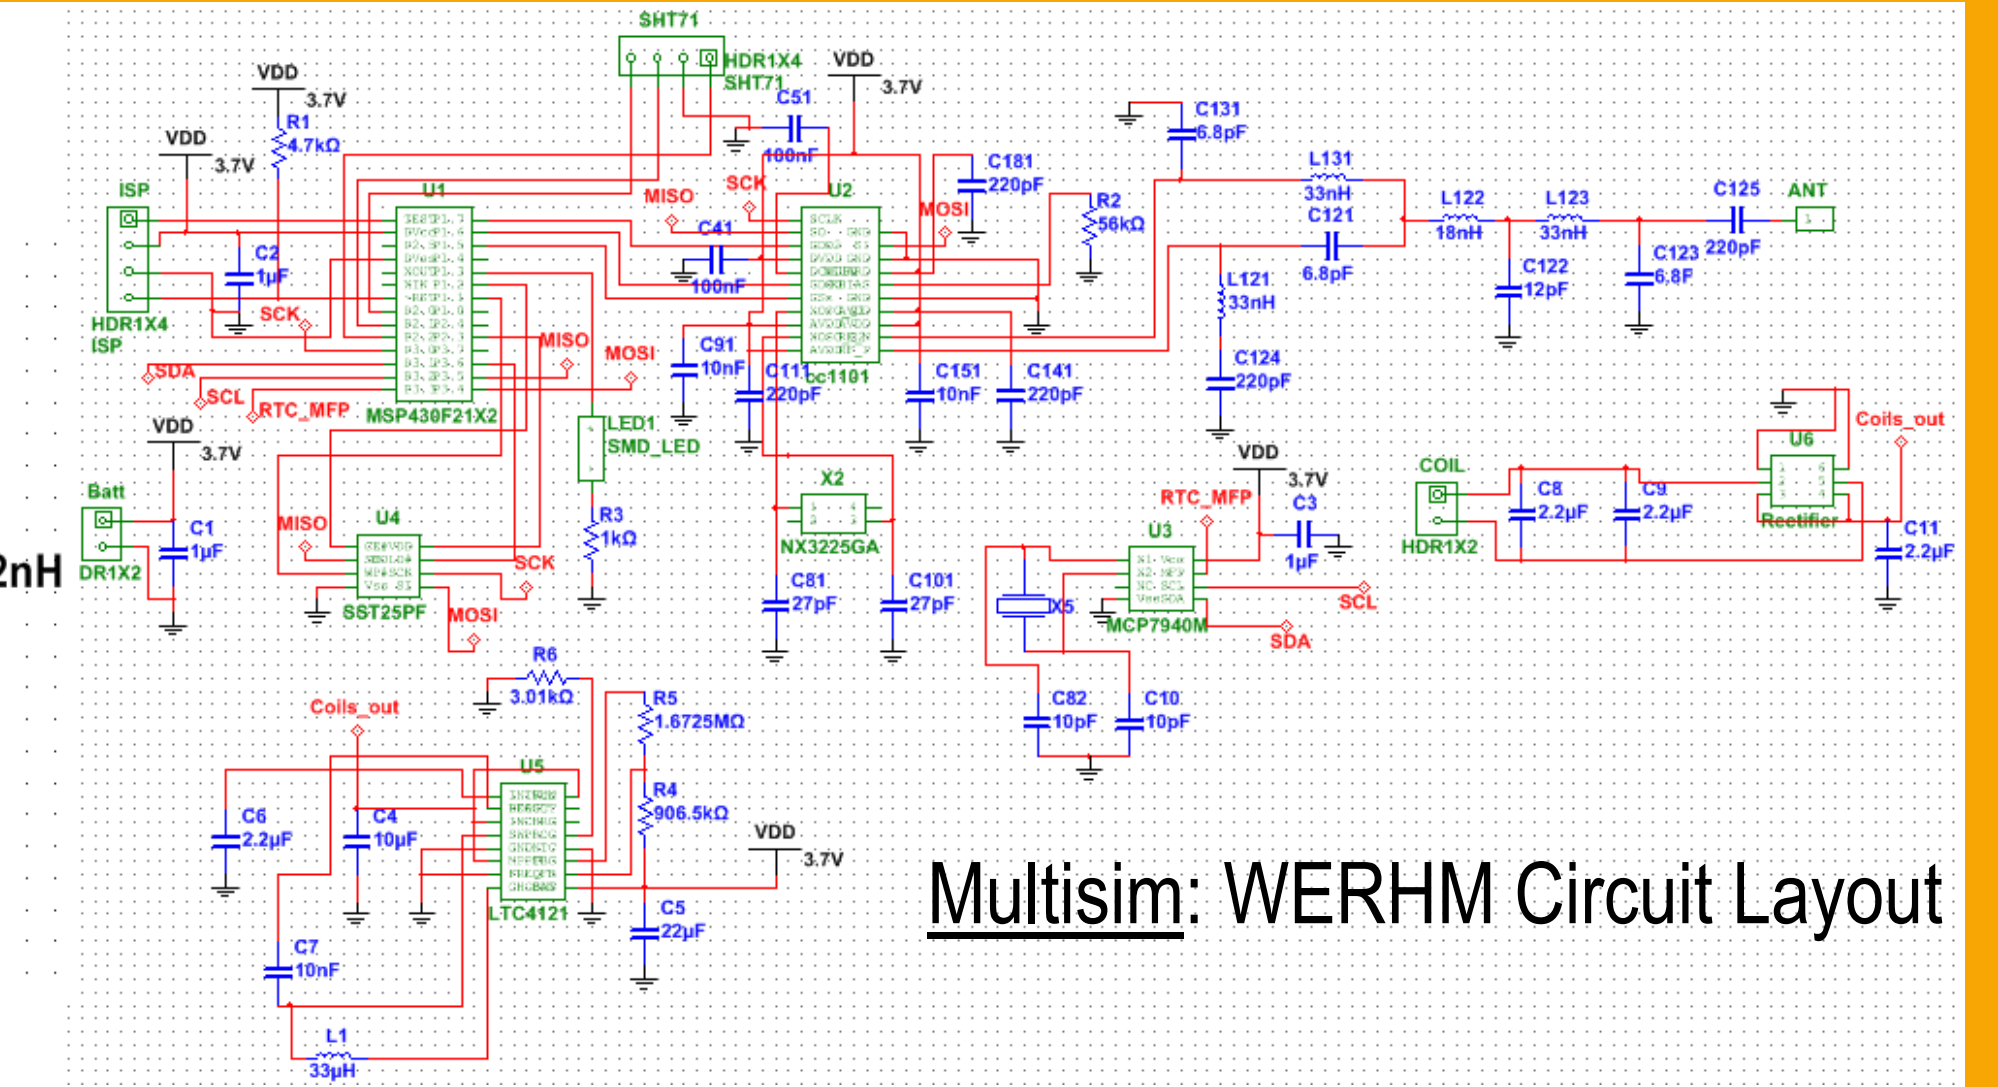 SHT71
HDR1X4
SHT71
VDD
3.7V
VDD
3.7V
R1
4.7kΩ
VDD
3.7V
C51
100nF
C131
6.8pF
ISP
HDR1X4
ISP
C2
1µF
SCK
SDA
SCL
RTC_MFP
U1
MSP430F21X2
MISO
MOSI
MISO
SCK
C41
100nF
U2
cc1101
MOSI
C181
220pF
R2
56kΩ
L131
33nH
C121
6.8pF
L122
18nH
L123
33nH
C125
220pF
ANT
1
C122
12pF
C123
6.8F
L121
33nH
C124
220pF
C91
10nF
C111
220pF
C151
10nF
C141
220pF
VDD
3.7V
Batt
DR1X2
C1
1µF
2nH
LED1
SMD_LED
R3
1kΩ
MISO
U4
SST25PF
SCK
MOSI
X2
NX3225GA
C81
27pF
C101
27pF
VDD
3.7V
RTC_MFP
C3
1µF
U3
MCP7940M
X5
SCL
SDA
C82
10pF
C10
10pF
COIL
HDR1X2
C8
2.2µF
C9
2.2µF
U6
Rectifier
Coils_out
C11
2.2µF
R6
3.01kΩ
Coils_out
R5
1.6725MΩ
R4
906.5kΩ
U5
LTC4121
C6
2.2µF
C4
10µF
VDD
3.7V
C5
22µF
C7
10nF
L1
33µH
Multisim: WERHM Circuit Layout